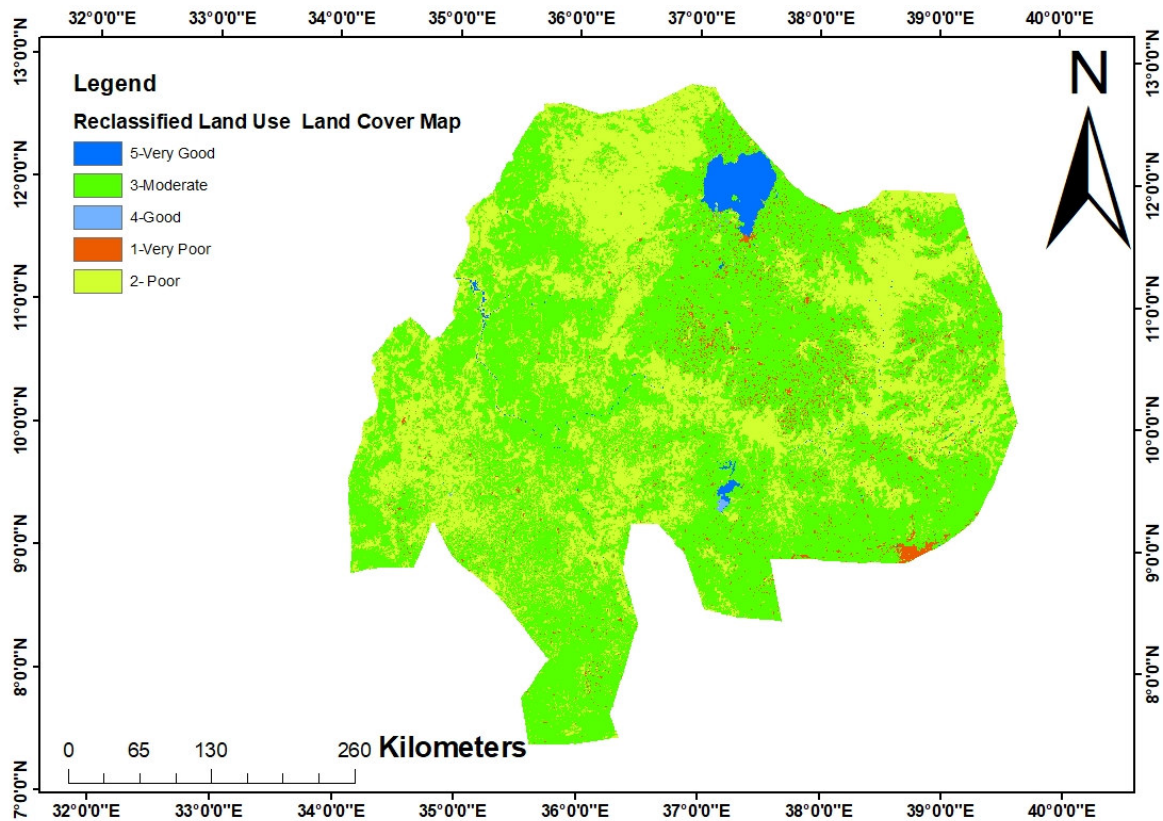 32°0'0"E 33°0'0"E 34°0'0"E 35°0'0"E 36°0'0"E 37°0'0"E 38°0'0"E 39°0'0"E 40°0'0"E
13°0'0"N
12°0'0"N
11°0'0"N
10°0'0"N
9°0'0"N
8°0'0"N
7°0'0"N
Legend
Reclassified Land Use Land Cover Map
5-Very Good
3-Moderate
4-Good
1-Very Poor
2- Poor
N
13°0'0"N
12°0'0"N
11°0'0"N
10°0'0"N
9°0'0"N
8°0'0"N
0 65 130 260 Kilometers
32°0'0"E 33°0'0"E 34°0'0"E 35°0'0"E 36°0'0"E 37°0'0"E 38°0'0"E 39°0'0"E 40°0'0"E